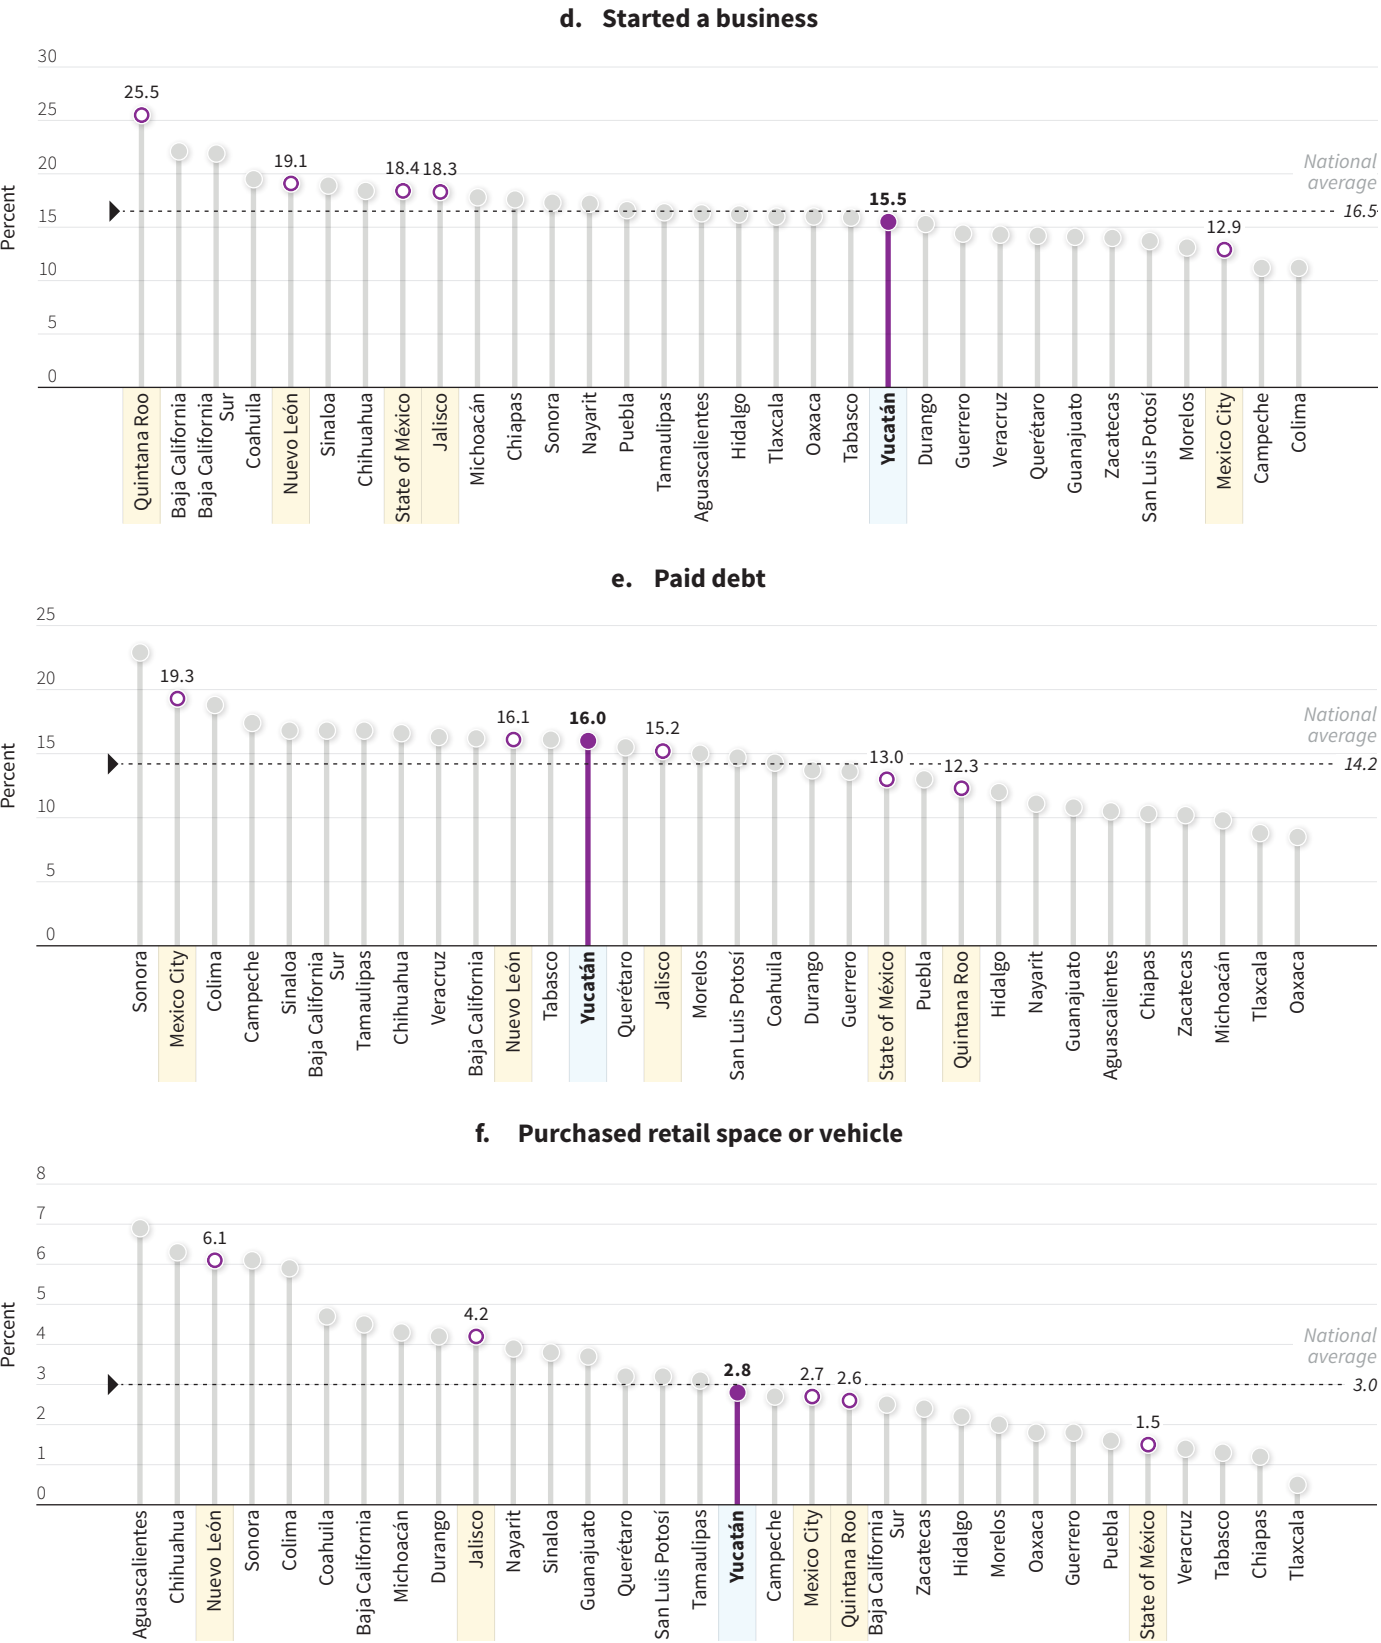 d. Started a business
30
25
20
15
10
5
0
Percent
25.5
19.1
18.4
18.3
15.5
12.9
National
average
16.5
Quintana Roo
Baja California
Baja California
Sur
Coahuila
Nuevo León
Sinaloa
Chihuahua
State of México
Jalisco
Michoacán
Chiapas
Sonora
Nayarit
Puebla
Tamaulipas
Aguascalientes
Hidalgo
Tlaxcala
Oaxaca
Tabasco
Yucatán
Durango
Guerrero
Veracruz
Querétaro
Guanajuato
Zacatecas
San Luis Potosí
Morelos
Mexico City
Campeche
Colima
e. Paid debt
25
20
15
10
5
0
Percent
19.3
16.1
16.0
15.2
13.0
12.3
National
average
14.2
Sonora
Mexico City
Colima
Campeche
Sinaloa
Baja California
Sur
Tamaulipas
Chihuahua
Veracruz
Baja California
Nuevo León
Tabasco
Yucatán
Querétaro
Jalisco
Morelos
San Luis Potosí
Coahuila
Durango
Guerrero
State of México
Puebla
Quintana Roo
Hidalgo
Nayarit
Guanajuato
Aguascalientes
Chiapas
Zacatecas
Michoacán
Tlaxcala
Oaxaca
f. Purchased retail space or vehicle
8
7
6
5
4
3
2
1
0
Percent
6.1
4.2
2.8
2.7
2.6
1.5
National
average
3.0
Aguascalientes
Chihuahua
Nuevo León
Sonora
Colima
Coahuila
Baja California
Michoacán
Durango
Jalisco
Nayarit
Sinaloa
Guanajuato
Querétaro
San Luis Potosí
Tamaulipas
Yucatán
Campeche
Mexico City
Quintana Roo
Baja California
Sur
Zacatecas
Hidalgo
Morelos
Oaxaca
Guerrero
Puebla
State of México
Veracruz
Tabasco
Chiapas
Tlaxcala